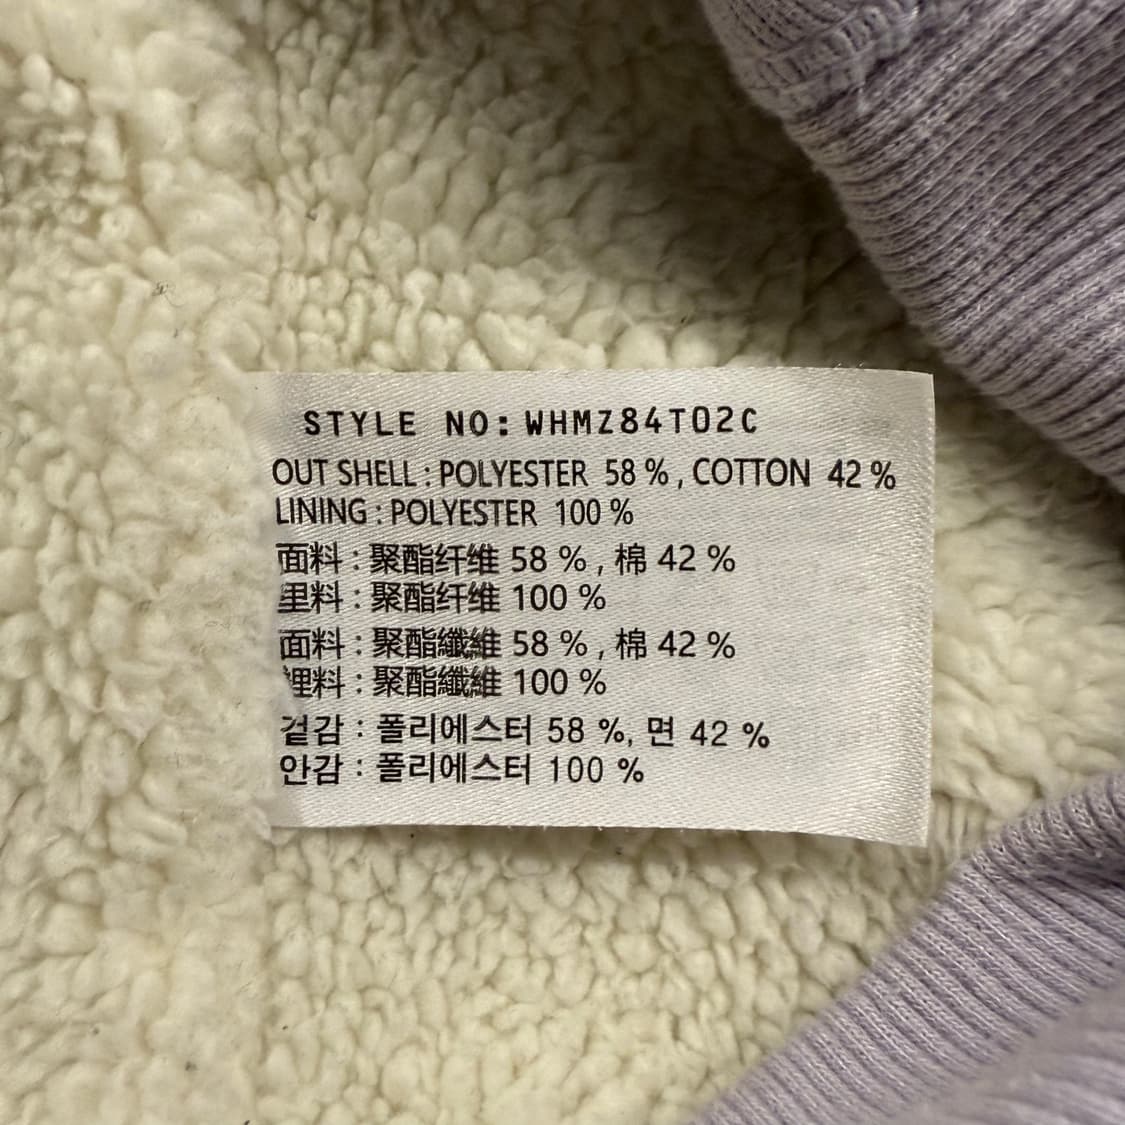 STYLE NO: WHMZ84T02C
OUT SHELL : POLYESTER 58 % , COTTON 42 %
LINING : POLYESTER 100 %
面料 : 聚酯纤维 58 % , 棉 42 %
里料 : 聚酯纤维 100 %
面料 : 聚酯纖維 58 % , 棉 42 %
裡料 : 聚酯纖維 100 %
겉감 : 폴리에스터 58 %, 면 42 %
안감 : 폴리에스터 100 %